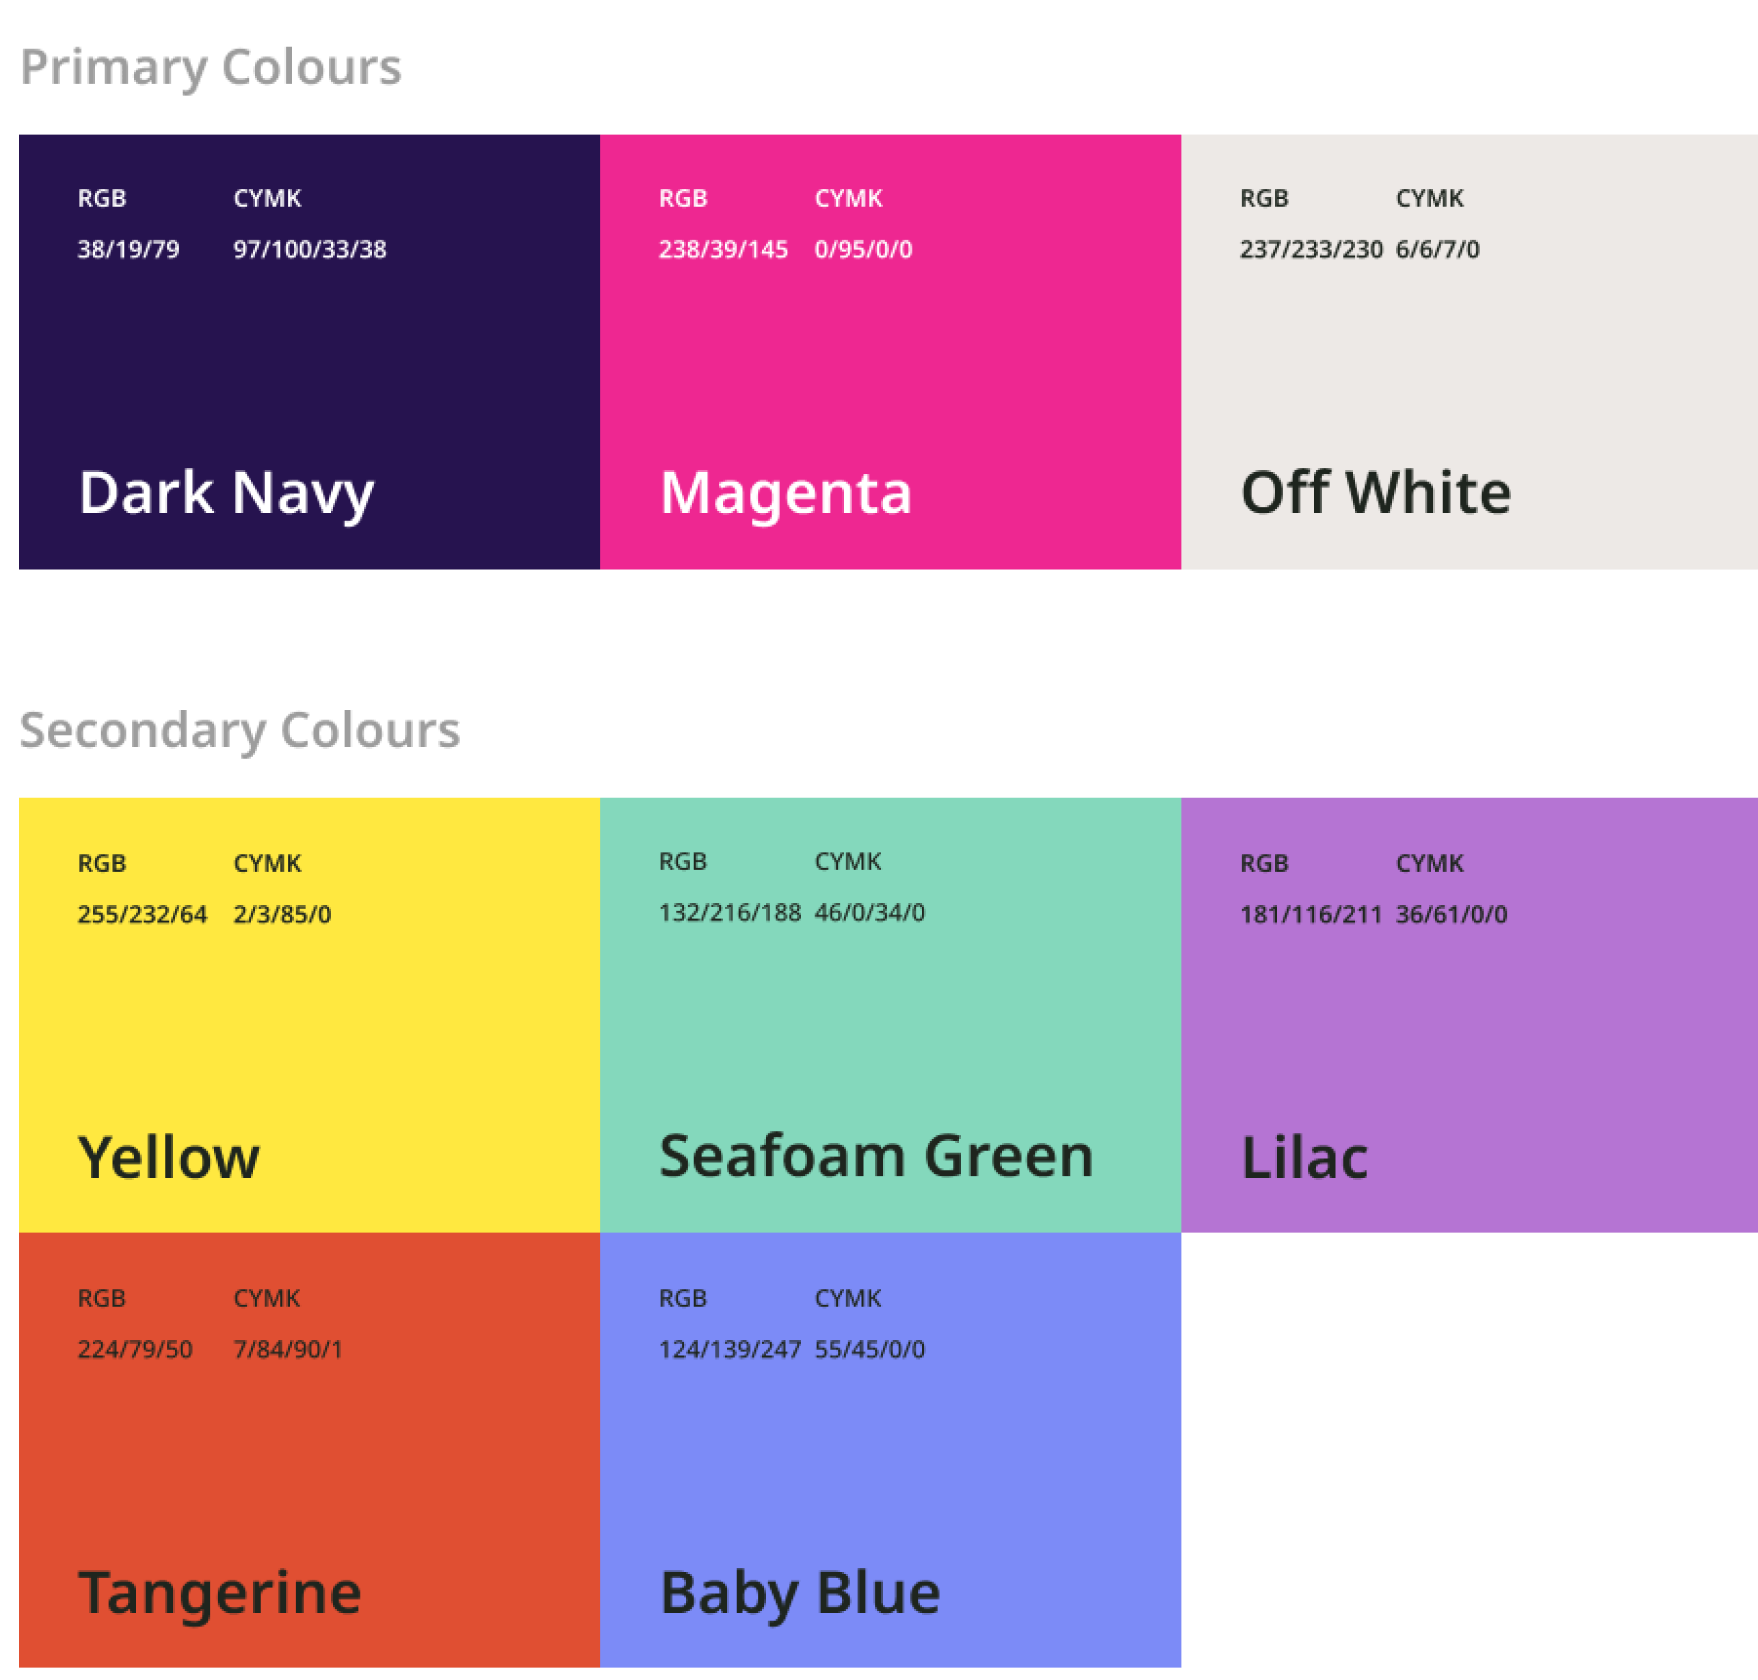 Primary Colours
RGB CYMK
38/19/79 97/100/33/38
Dark Navy
RGB CYMK
238/39/145 0/95/0/0
Magenta
RGB CYMK
237/233/230 6/6/7/0
Off White
Secondary Colours
RGB CYMK
255/232/64 2/3/85/0
Yellow
RGB CYMK
132/216/188 46/0/34/0
Seafoam Green
RGB CYMK
181/116/211 36/61/0/0
Lilac
RGB CYMK
224/79/50 7/84/90/1
Tangerine
RGB CYMK
124/139/247 55/45/0/0
Baby Blue